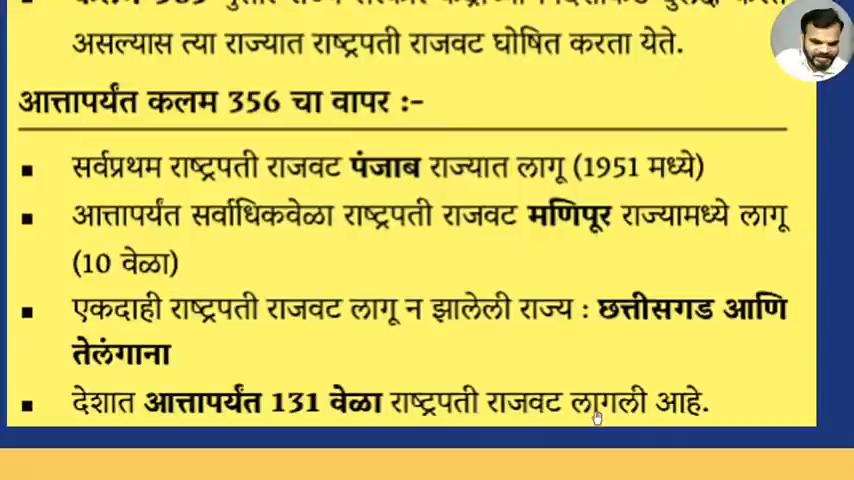 असल्यास त्या राज्यात राष्ट्रपती राजवट घोषित करता येते.
आत्तापर्यंत कलम 356 चा वापर :-
▪ सर्वप्रथम राष्ट्रपती राजवट पंजाब राज्यात लागू (1951 मध्ये)
▪ आत्तापर्यंत सर्वाधिकवेळा राष्ट्रपती राजवट मणिपूर राज्यामध्ये लागू
(10 वेळा)
▪ एकदाही राष्ट्रपती राजवट लागू न झालेली राज्य : छत्तीसगड आणि
तेलंगाना
▪ देशात आत्तापर्यंत 131 वेळा राष्ट्रपती राजवट लागली आहे.